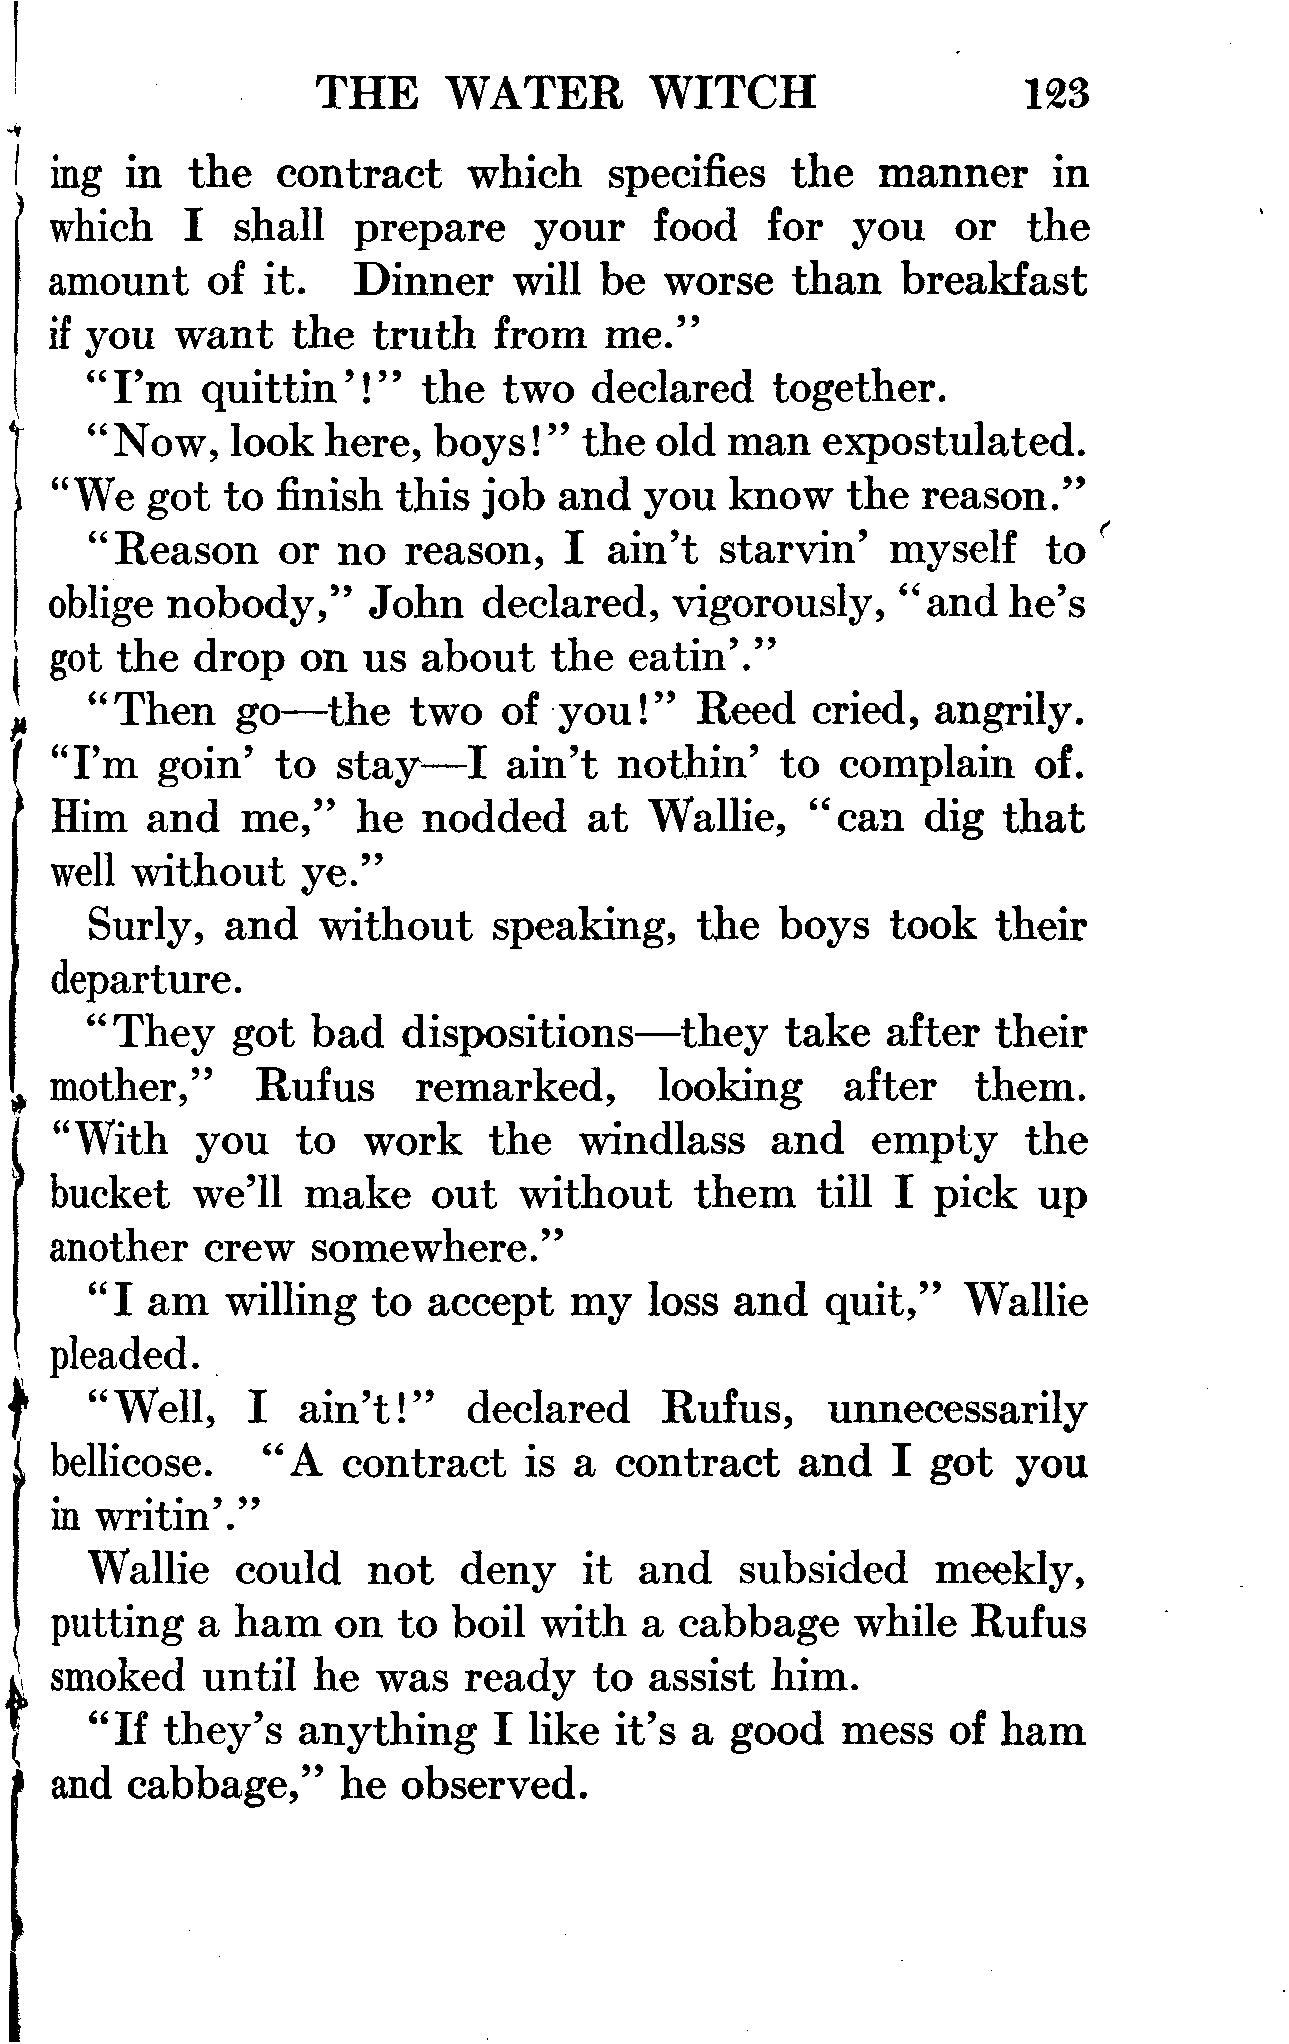 THE WATER WITCH 123
ing in the contract which specifies the manner in
which I shall prepare your food for you or the
amount of it. Dinner will be worse than breakfast
if you want the truth from me.”
“I’m quittin’!” the two declared together.
“Now, look here, boys!” the old man expostulated.
“We got to finish this job and you know the reason.”
“Reason or no reason, I ain’t starvin’ myself to
oblige nobody,” John declared, vigorously, “and he’s
got the drop on us about the eatin’.”
“Then go—the two of you!” Reed cried, angrily.
“I’m goin’ to stay—I ain’t nothin’ to complain of.
Him and me,” he nodded at Wallie, “can dig that
well without ye.”
Surly, and without speaking, the boys took their
departure.
“They got bad dispositions—they take after their
mother,” Rufus remarked, looking after them.
“With you to work the windlass and empty the
bucket we’ll make out without them till I pick up
another crew somewhere.”
“I am willing to accept my loss and quit,” Wallie
pleaded.
“Well, I ain’t!” declared Rufus, unnecessarily
bellicose. “A contract is a contract and I got you
in writin’.”
Wallie could not deny it and subsided meekly,
putting a ham on to boil with a cabbage while Rufus
smoked until he was ready to assist him.
“If they’s anything I like it’s a good mess of ham
and cabbage,” he observed.